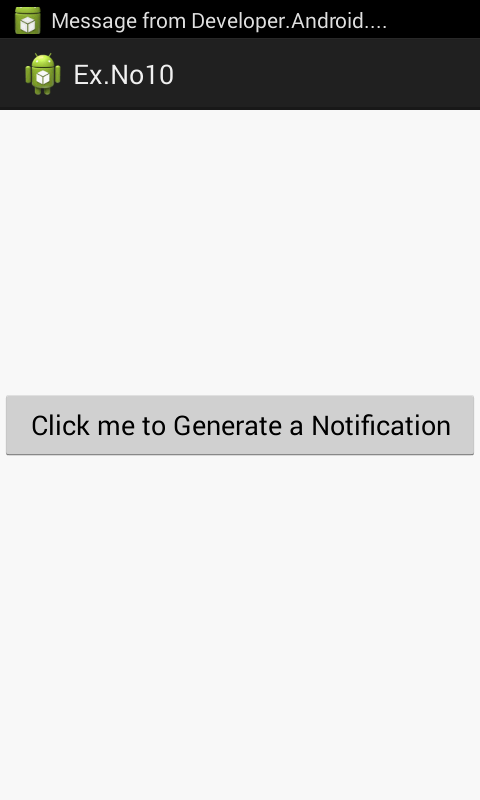 Message from Developer.Android....
Ex.No10
Click me to Generate a Notification